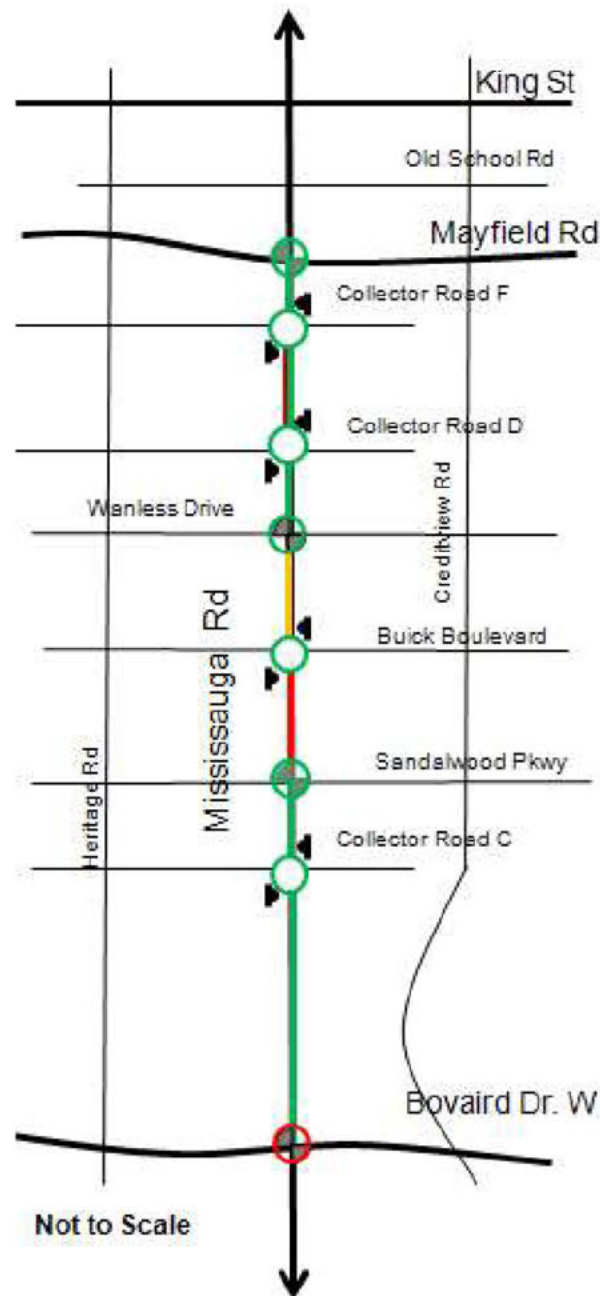 King St
Old School Rd
Mayfield Rd
Collector Road F
Collector Road D
Wanless Drive
Creditview Rd
Mississauga Rd
Buick Boulevard
Sandalwood Pkwy
Heritage Rd
Collector Road C
Bovaird Dr. W
Not to Scale